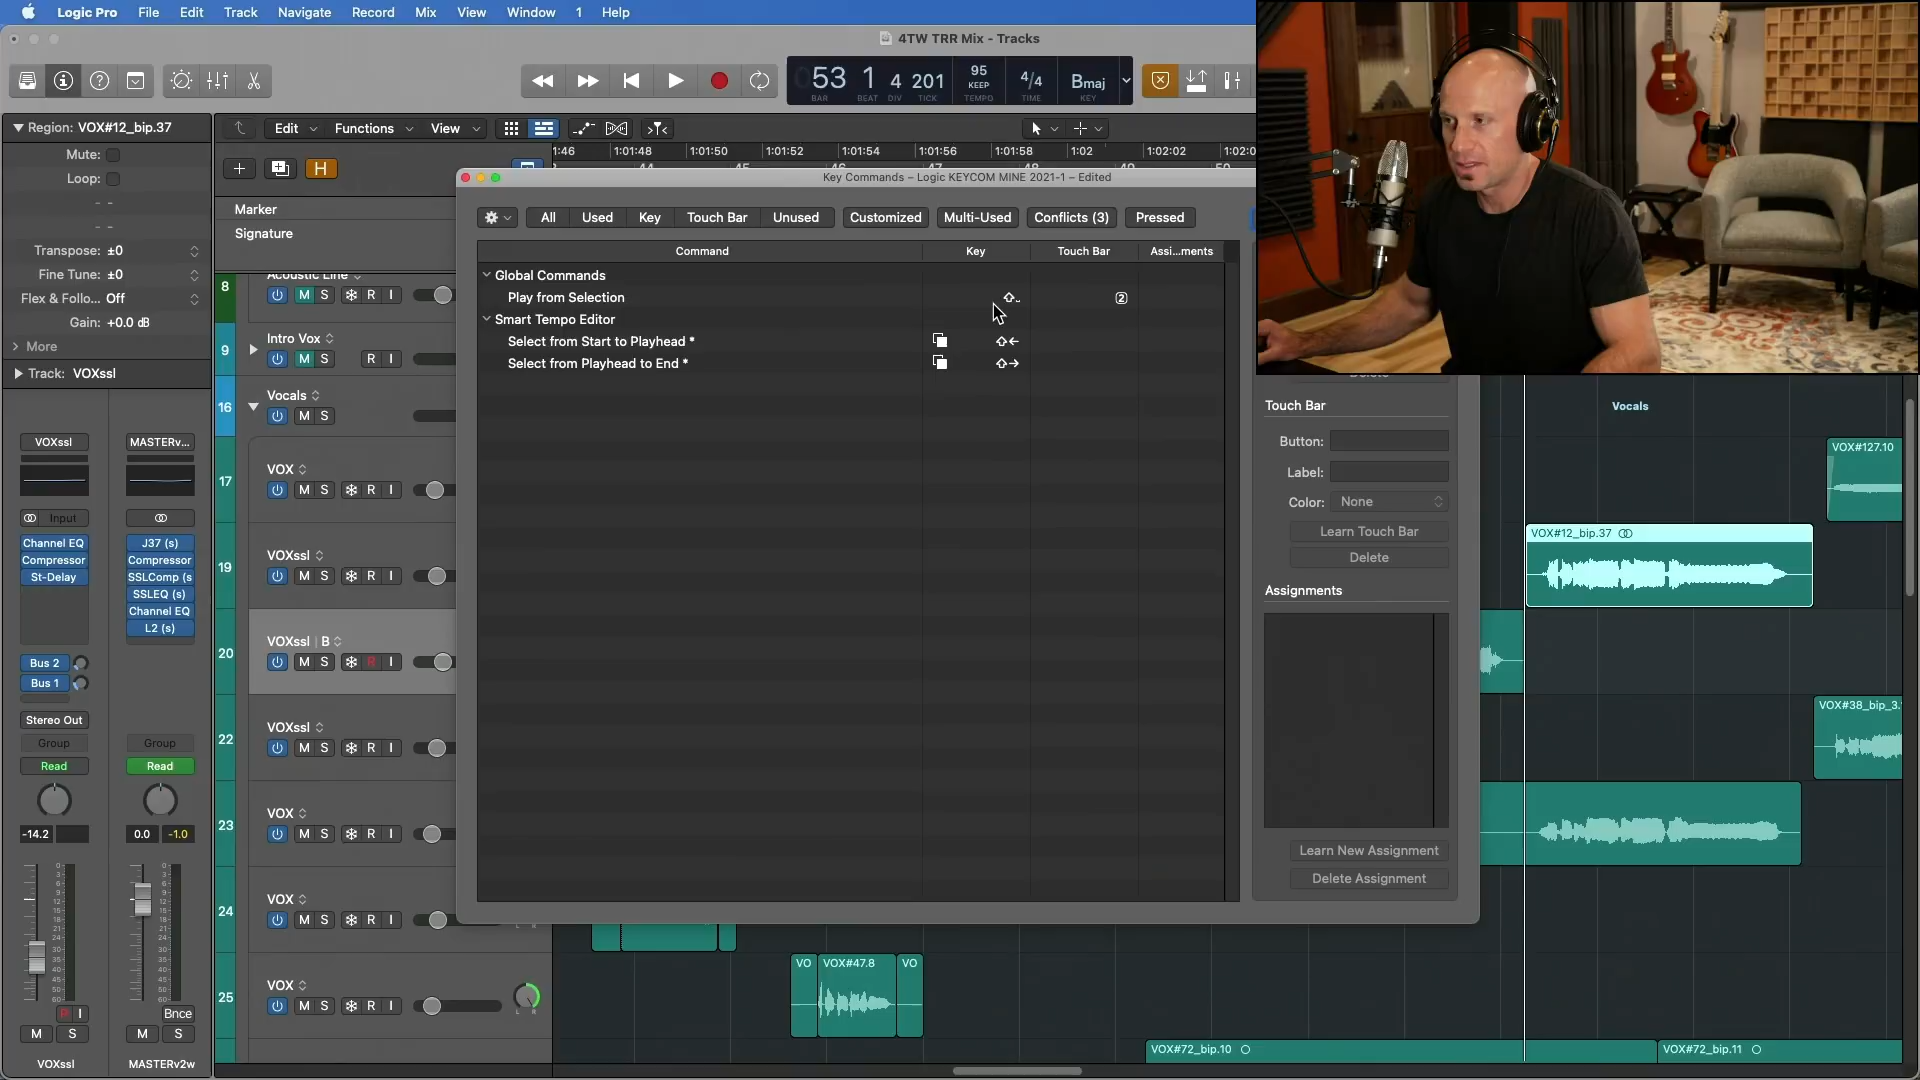 Logic Pro File Edit Track Navigate Record Mix View Window 1 Help
4TW TRR Mix - Tracks
53 1 4 201 95 KEEP 4/4 Bmaj
BAR BEAT DIV TICK TEMPO TIME KEY
Region: VOX#12_bip.37
Edit Functions View
Mute:
Loop:
Transpose: ±0
Fine Tune: ±0
Flex & Follo... Off
Gain: +0.0 dB
More
Track: VOXssl
1:46 1:01:48 1:01:50 1:01:52 1:01:54 1:01:56 1:01:58 1:02 1:02:02 1:02:0
H
Marker
Signature
Key Commands – Logic KEYCOM MINE 2021-1 – Edited
All Used Key Touch Bar Unused Customized Multi-Used Conflicts (3) Pressed
Command Key Touch Bar Assi...ments
Global Commands
Play from Selection ⇧. 2
Smart Tempo Editor
Select from Start to Playhead * ⇧←
Select from Playhead to End * ⇧→
Touch Bar
Button:
Label:
Color: None
Learn Touch Bar
Delete
Assignments
Learn New Assignment
Delete Assignment
8 Acoustic Line
M S R I
9 Intro Vox
M S R I
16 Vocals
M S
17 VOX
M S R I
19 VOXssl
M S R I
20 VOXssl | B
M S R I
22 VOXssl
M S R I
23 VOX
M S R I
24 VOX
M S R I
25 VOX
M S R I
Vocals
VOX#127.10
VOX#12_bip.37
VOX#38_bip_3.
VO VOX#47.8 VO
VOX#72_bip.10 VOX#72_bip.11
VOXssl MASTERv...
Input
Channel EQ J37 (s)
Compressor Compressor
St-Delay SSLComp (s
SSLEQ (s)
Channel EQ
L2 (s)
Bus 2
Bus 1
Stereo Out
Group Group
Read Read
-14.2 0.0 -1.0
R I Bnce
M S M S
VOXssl MASTERv2w